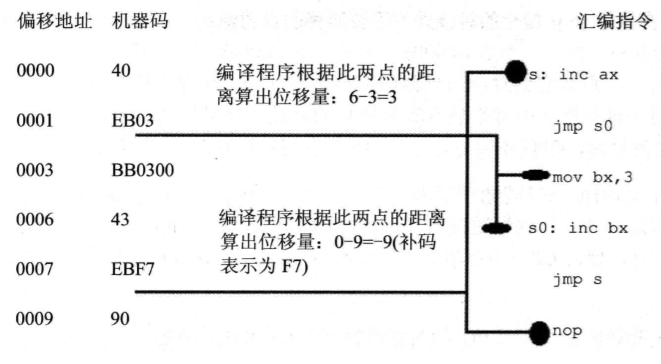 偏移地址 机器码 汇编指令
0000 40 s: inc ax
编译程序根据此两点的距
离算出位移量：6-3=3
0001 EB03 jmp s0
0003 BB0300 mov bx,3
0006 43 s0: inc bx
编译程序根据此两点的距离
算出位移量：0-9=-9(补码
表示为 F7)
0007 EBF7 jmp s
0009 90 nop